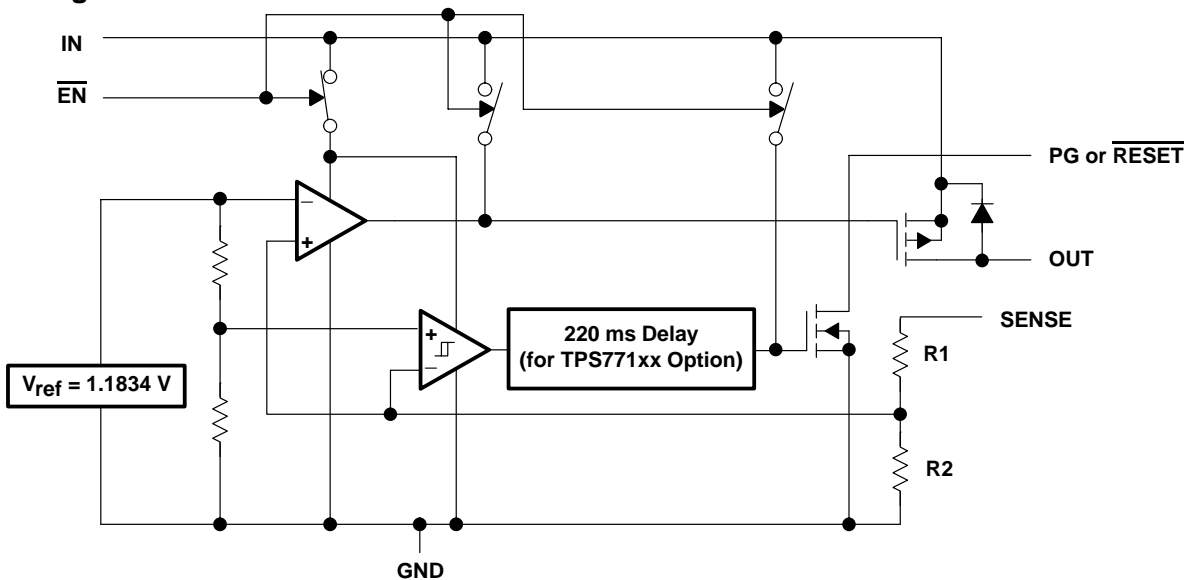 IN
EN
PG or RESET
OUT
SENSE
− 
+
+
−
220 ms Delay
(for TPS771xx Option)
R1
Vref = 1.1834 V
R2
GND